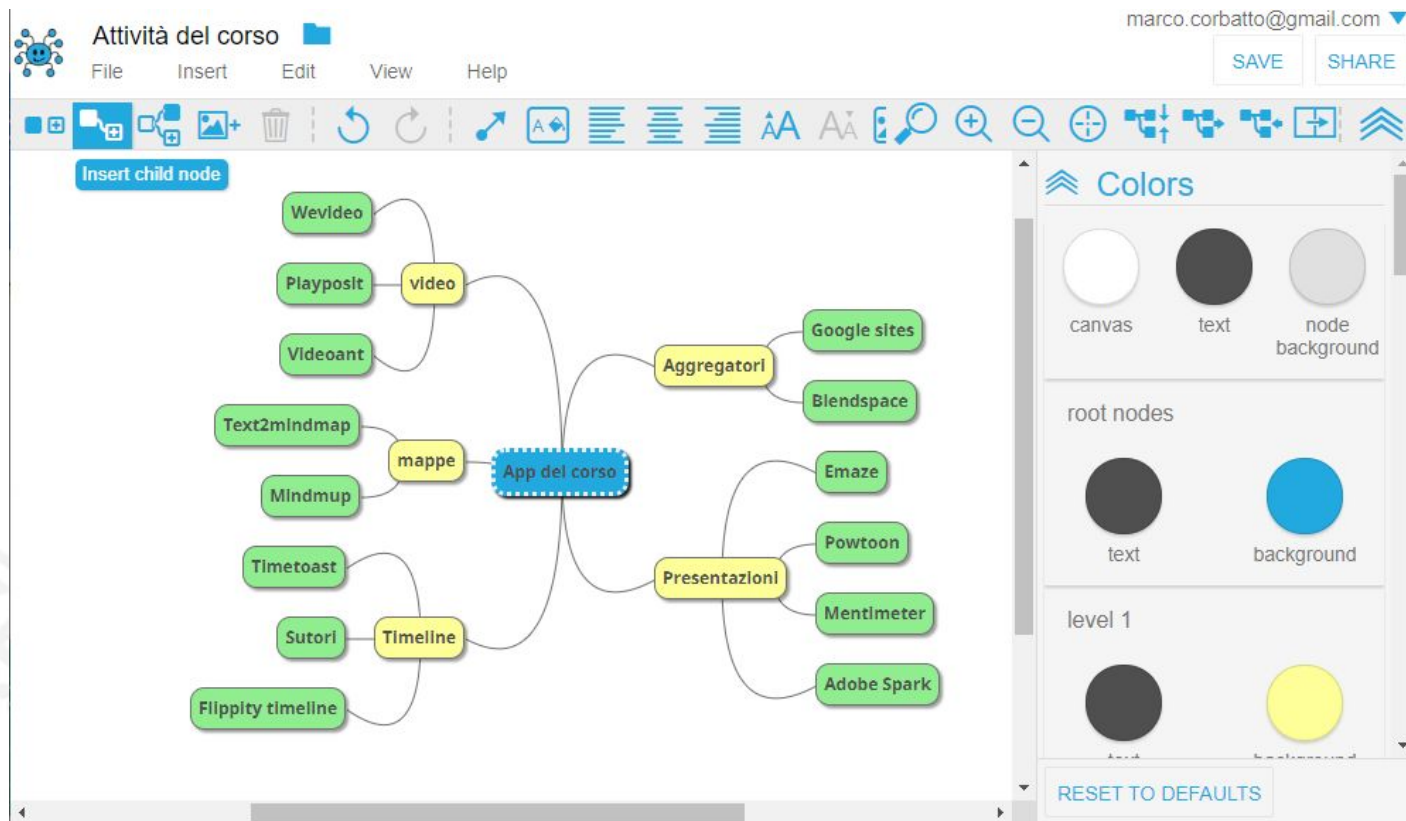 marco.corbatto@gmail.com
Attività del corso
File Insert Edit View Help
SAVE SHARE
Insert child node
Wevideo
Playposit
Videoant
video
Text2mindmap
Mindmup
mappe
Timetoast
Sutori
Flippity timeline
Timeline
App del corso
Aggregatori
Google sites
Blendspace
Presentazioni
Emaze
Powtoon
Mentimeter
Adobe Spark
Colors
canvas text node
background
root nodes
text background
level 1
text background
RESET TO DEFAULTS